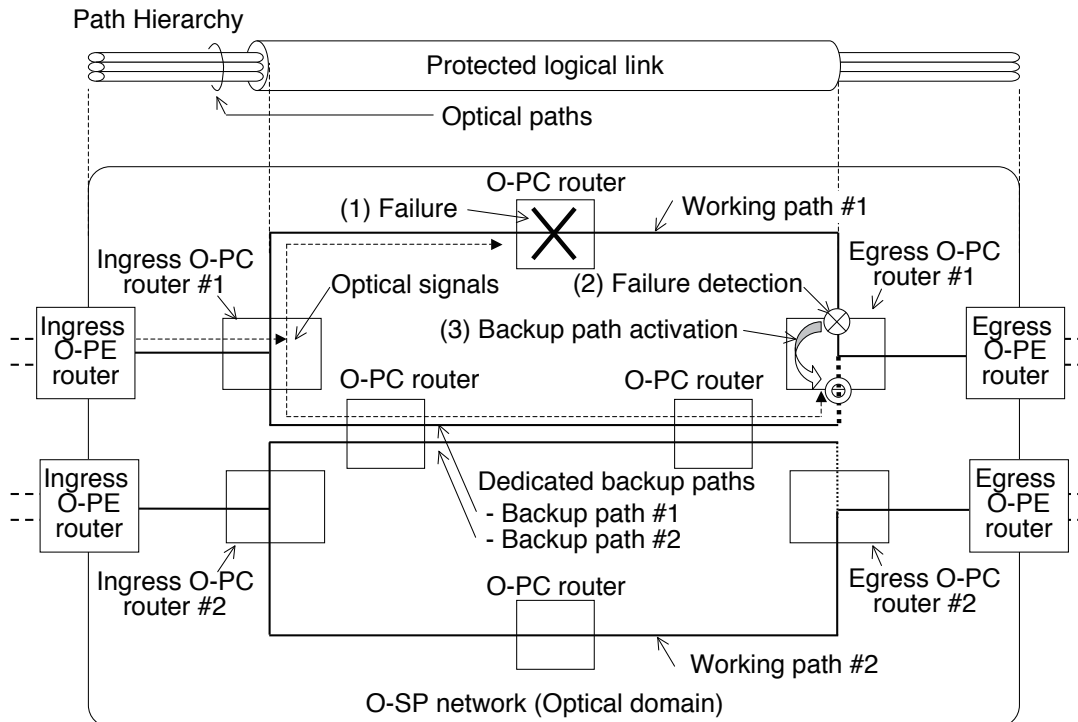 Path Hierarchy
Protected logical link
Optical paths
O-PC router
(1) Failure
Working path #1
Ingress O-PC
router #1
Optical signals
(2) Failure detection
Egress O-PC
router #1
(3) Backup path activation
Ingress
O-PE
router
Egress
O-PE
router
O-PC router
O-PC router
Ingress
O-PE
router
Dedicated backup paths
- Backup path #1
- Backup path #2
Egress
O-PE
router
Ingress O-PC
router #2
O-PC router
Egress O-PC
router #2
Working path #2
O-SP network (Optical domain)